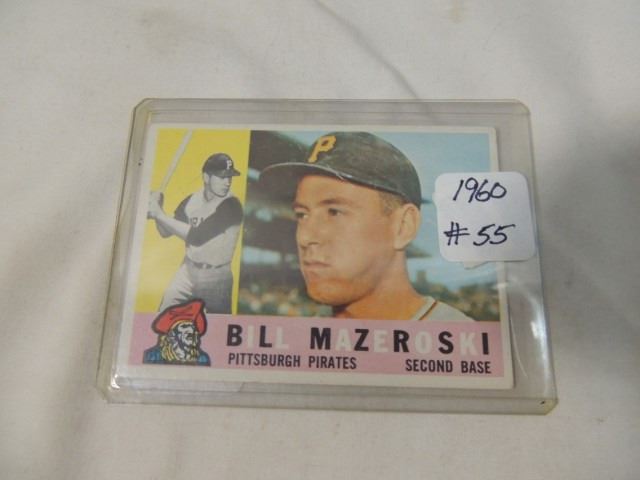 P
1960
#55
BILL MAZEROSKI
PITTSBURGH PIRATES SECOND BASE